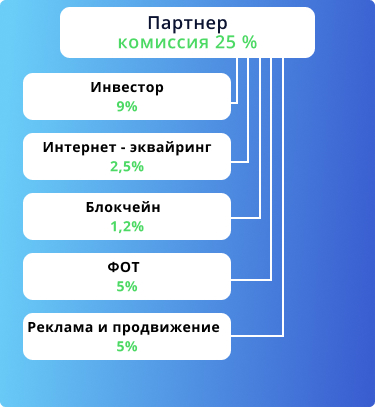 Партнер
комиссия 25 %
Инвестор
9%
Интернет - эквайринг
2,5%
Блокчейн
1,2%
ФОТ
5%
Реклама и продвижение
5%